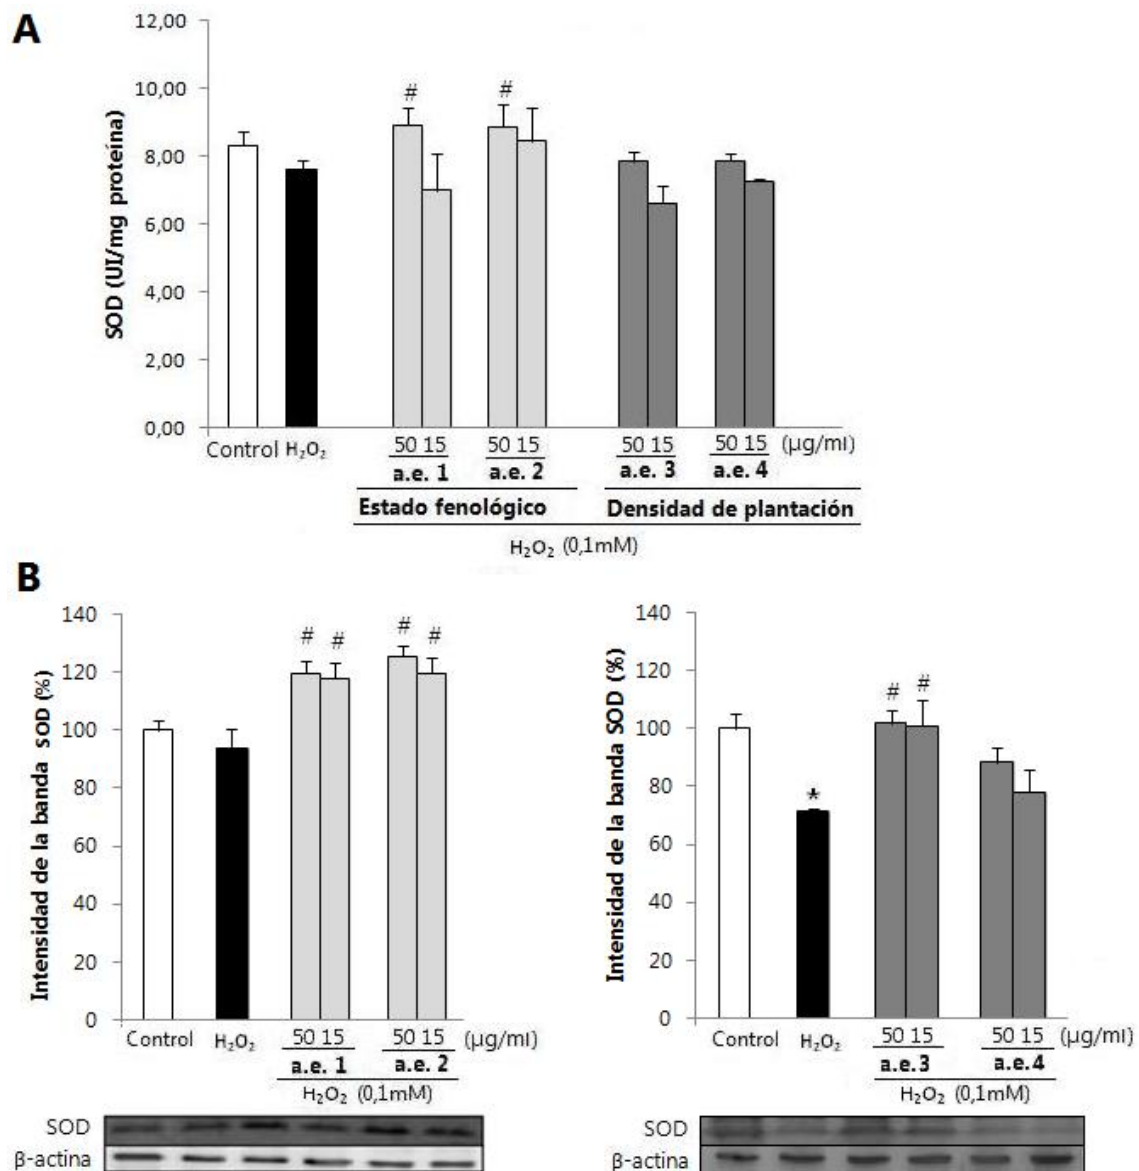 A
SOD (UI/mg proteína)
12,00
10,00
8,00
6,00
4,00
2,00
0,00
# #
Control H₂O₂ 50 15 50 15 50 15 50 15 (µg/ml)
a.e. 1 a.e. 2 a.e. 3 a.e. 4
Estado fenológico Densidad de plantación
H₂O₂ (0,1mM)
B
Intensidad de la banda SOD (%)
140
120
100
80
60
40
20
0
# # # #
Control H₂O₂ 50 15 50 15 (µg/ml)
a.e. 1 a.e. 2
H₂O₂ (0,1mM)
SOD
β-actina
Intensidad de la banda SOD (%)
140
120
100
80
60
40
20
0
* # #
Control H₂O₂ 50 15 50 15 (µg/ml)
a.e.3 a.e.4
H₂O₂ (0,1mM)
SOD
β-actina